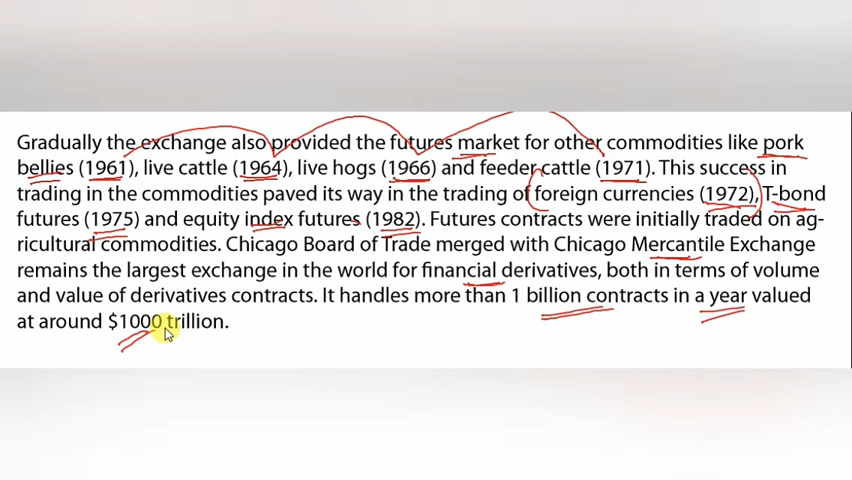 Gradually the exchange also provided the futures market for other commodities like pork
bellies (1961), live cattle (1964), live hogs (1966) and feeder cattle (1971). This success in
trading in the commodities paved its way in the trading of foreign currencies (1972), T-bond
futures (1975) and equity index futures (1982). Futures contracts were initially traded on ag-
ricultural commodities. Chicago Board of Trade merged with Chicago Mercantile Exchange
remains the largest exchange in the world for financial derivatives, both in terms of volume
and value of derivatives contracts. It handles more than 1 billion contracts in a year valued
at around $1000 trillion.